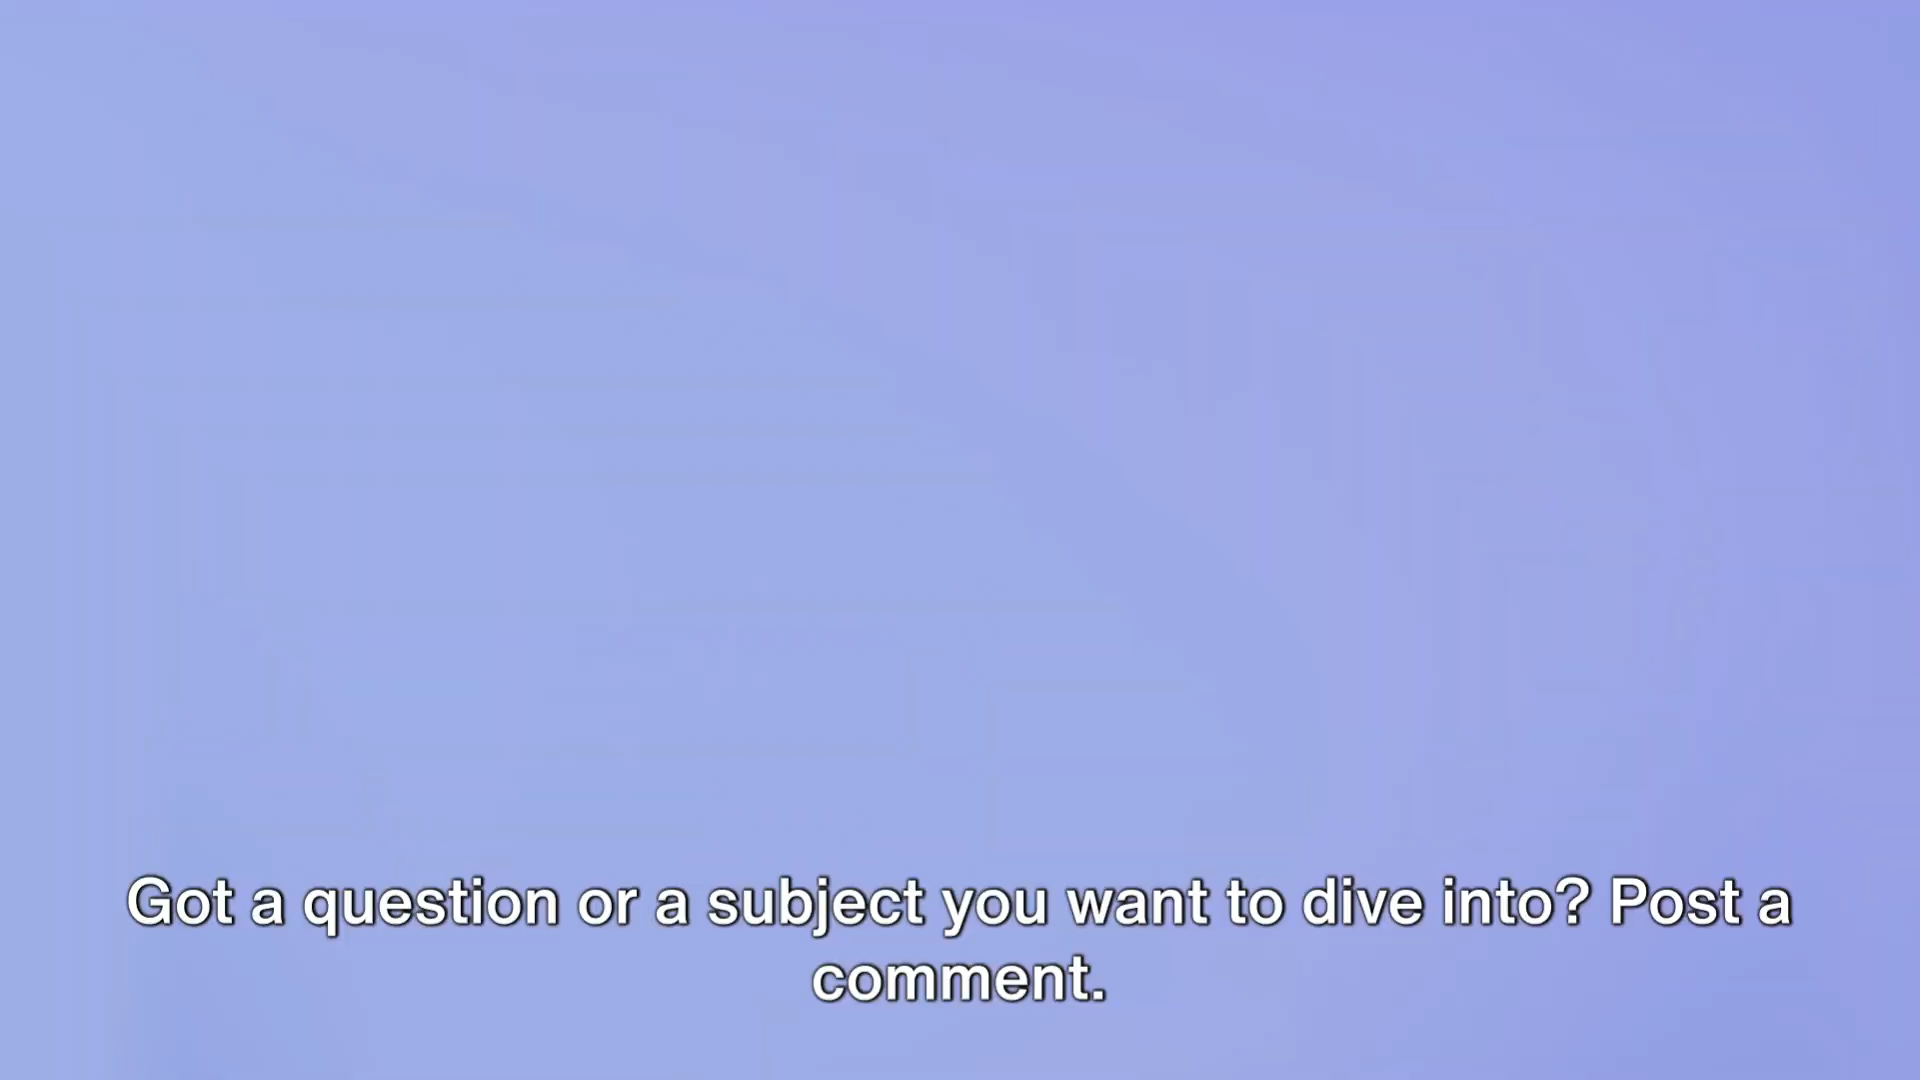 Got a question or a subject you want to dive into? Post a
comment.